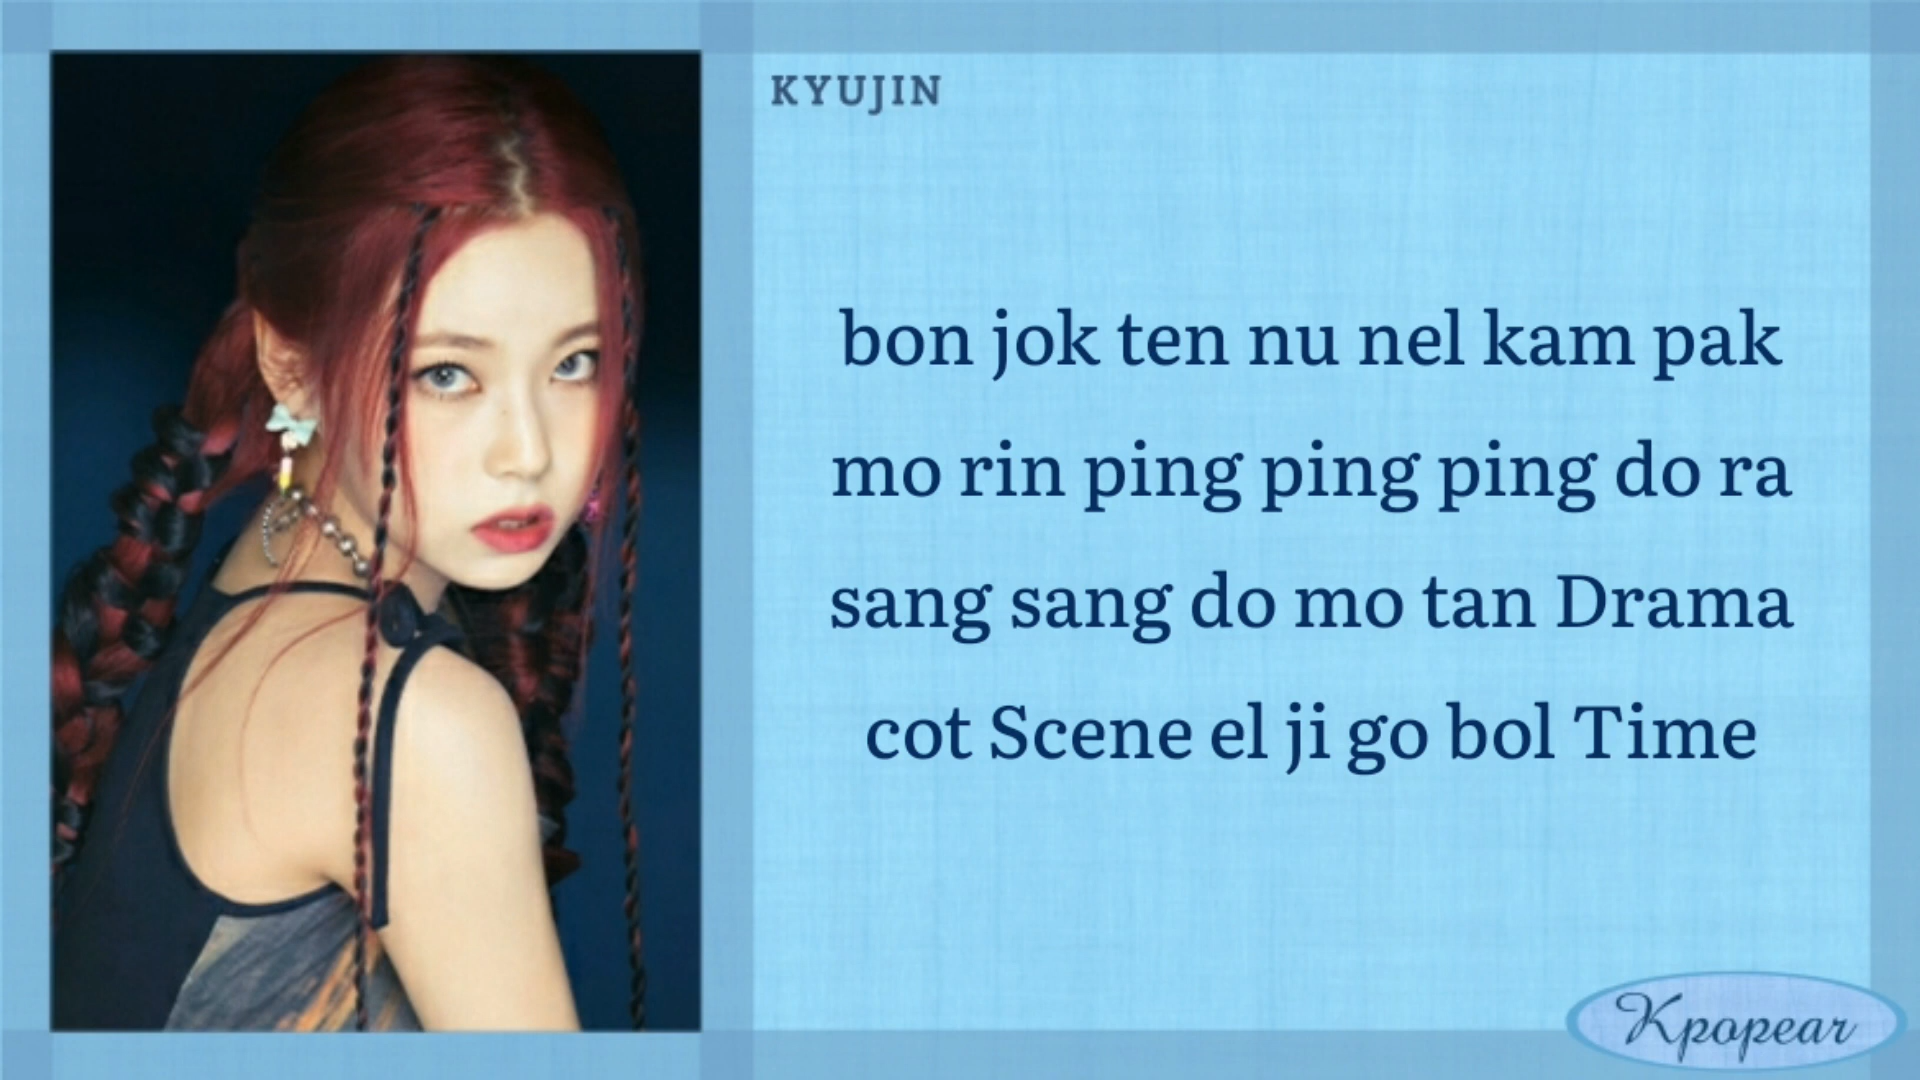 KYUJIN
bon jok ten nu nel kam pak
mo rin ping ping ping do ra
sang sang do mo tan Drama
cot Scene el ji go bol Time
Kpopear